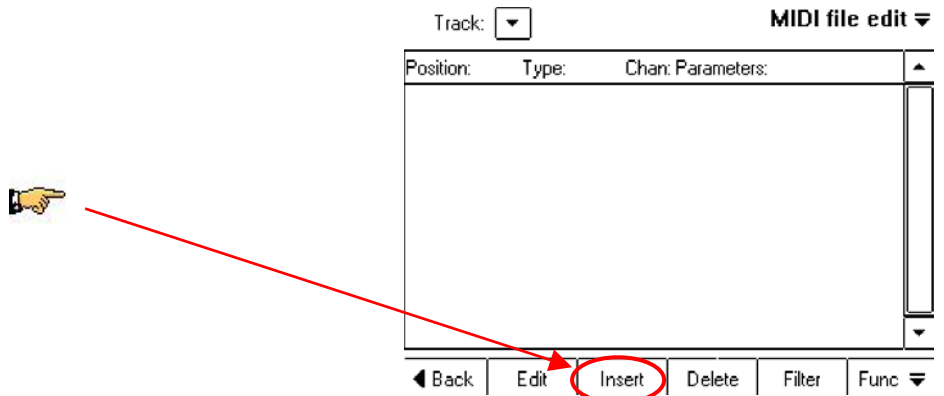 Track: MIDI file edit
Position: Type: Chan: Parameters:
Back Edit Insert Delete Filter Func